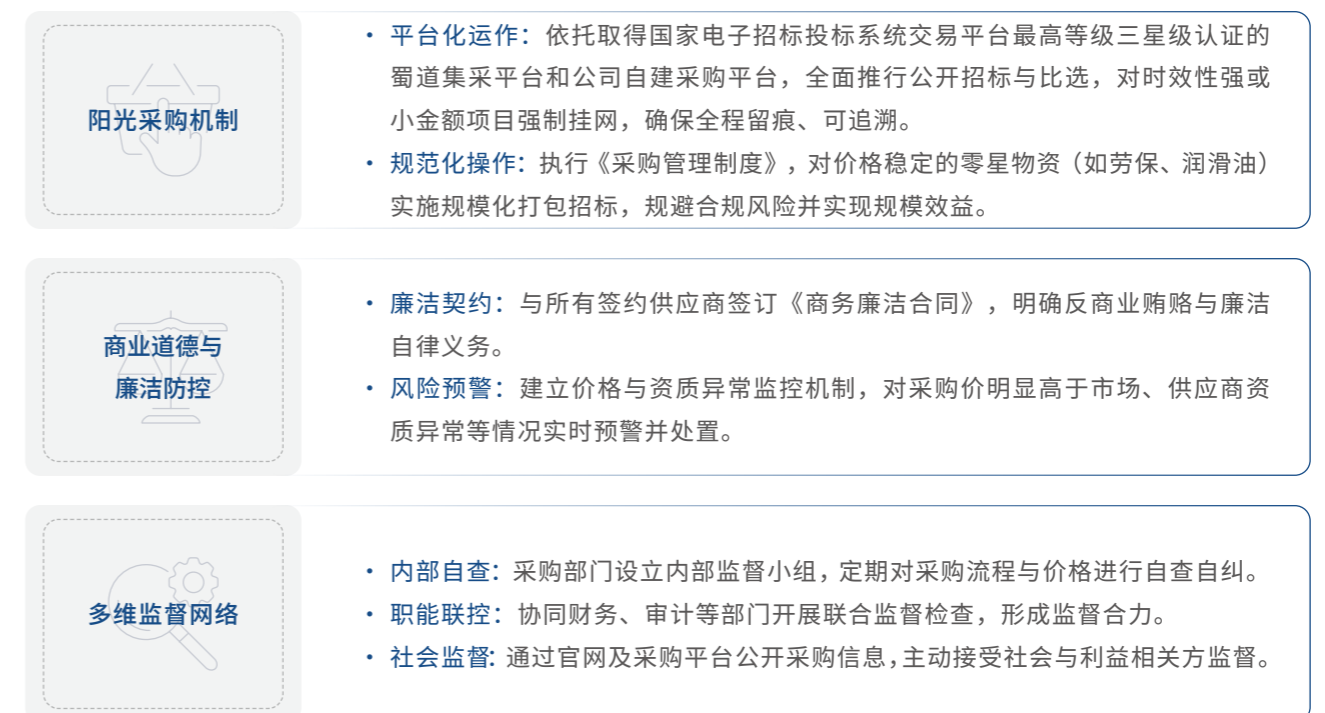 阳光采购机制
• 平台化运作：依托取得国家电子招标投标系统交易平台最高等级三星级认证的
蜀道集采平台和公司自建采购平台，全面推行公开招标与比选，对时效性强或
小金额项目强制挂网，确保全程留痕、可追溯。
• 规范化操作：执行《采购管理制度》，对价格稳定的零星物资（如劳保、润滑油）
实施规模化打包招标，规避合规风险并实现规模效益。
商业道德与
廉洁防控
• 廉洁契约：与所有签约供应商签订《商务廉洁合同》，明确反商业贿赂与廉洁
自律义务。
• 风险预警：建立价格与资质异常监控机制，对采购价明显高于市场、供应商资
质异常等情况实时预警并处置。
多维监督网络
• 内部自查：采购部门设立内部监督小组，定期对采购流程与价格进行自查自纠。
• 职能联控：协同财务、审计等部门开展联合监督检查，形成监督合力。
• 社会监督：通过官网及采购平台公开采购信息，主动接受社会与利益相关方监督。